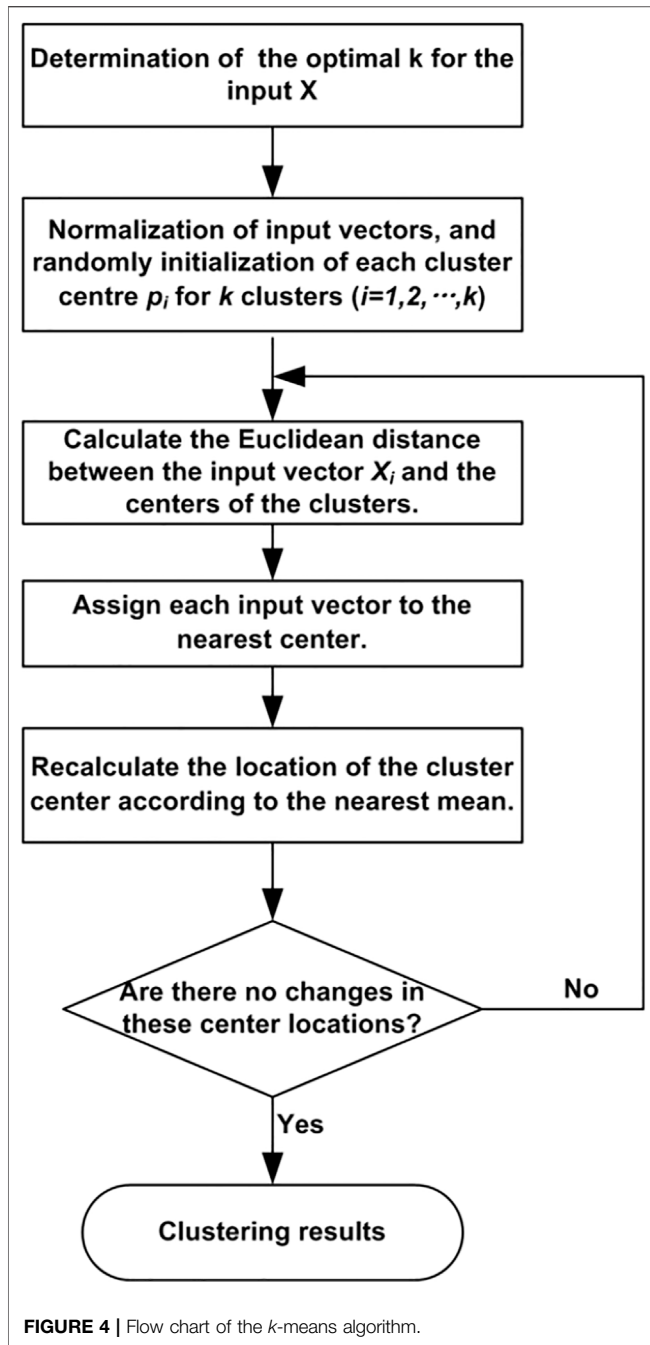 Determination of the optimal k for the
input X
Normalization of input vectors, and
randomly initialization of each cluster
centre pᵢ for k clusters (i=1,2, ···,k)
Calculate the Euclidean distance
between the input vector Xᵢ and the
centers of the clusters.
Assign each input vector to the
nearest center.
Recalculate the location of the cluster
center according to the nearest mean.
Are there no changes in
these center locations?
No
Yes
Clustering results
FIGURE 4 | Flow chart of the k-means algorithm.